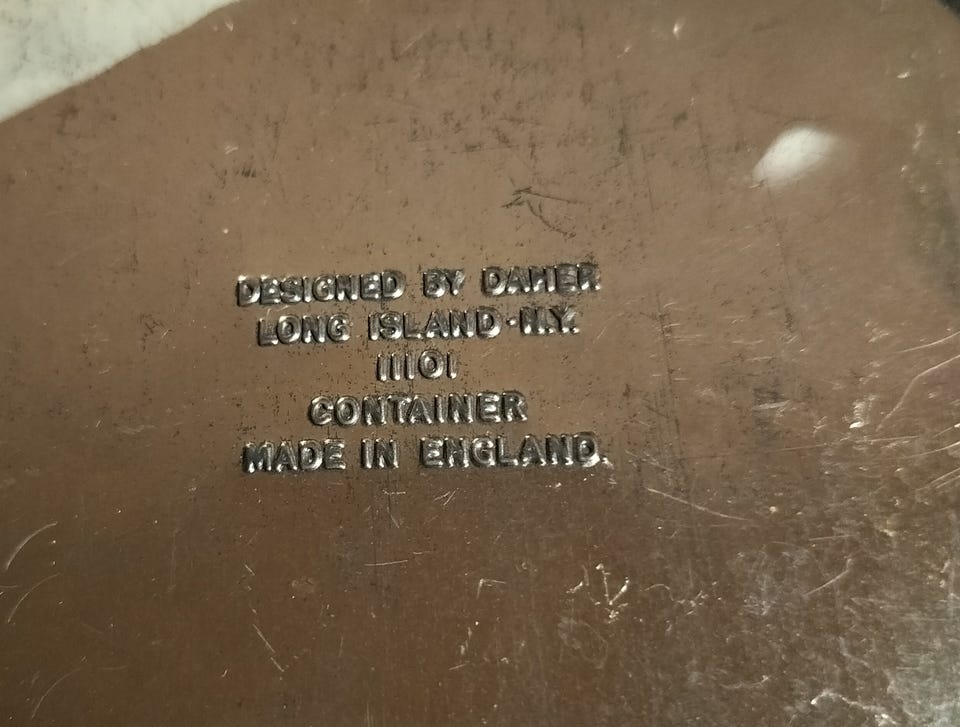 DESIGNED BY DAHER
LONG ISLAND·N.Y.
11101
CONTAINER
MADE IN ENGLAND.